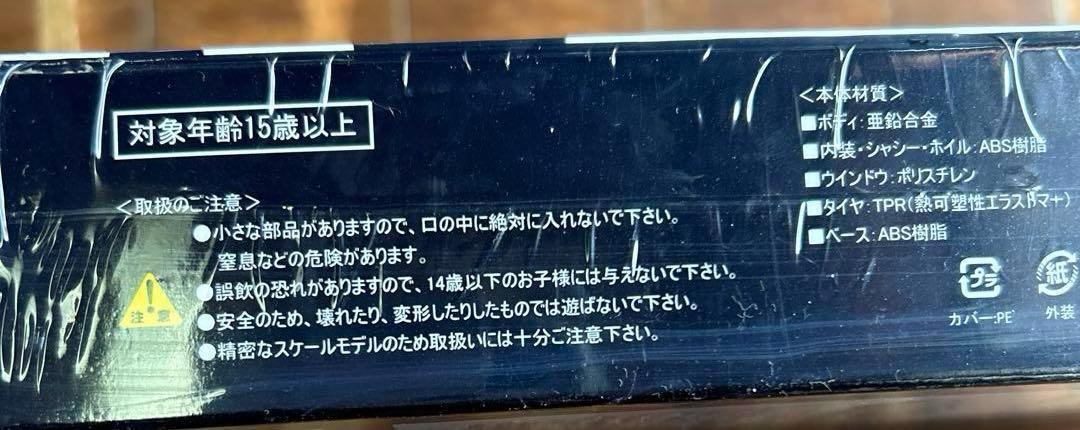 対象年齢15歳以上
<取扱のご注意>
●小さな部品がありますので、口の中に絶対に入れないで下さい。
窒息などの危険があります。
●誤飲の恐れがありますので、14歳以下のお子様には与えないで下さい。
●安全のため、壊れたり、変形したりしたものでは遊ばないで下さい。
●精密なスケールモデルのため取扱いには十分ご注意下さい。
注意
<本体材質>
■ボディ:亜鉛合金
■内装・シャシー・ホイル:ABS樹脂
■ウインドウ:ポリスチレン
■タイヤ:TPR(熱可塑性エラストマー)
■ベース:ABS樹脂
プラ
カバー:PE
紙
外装